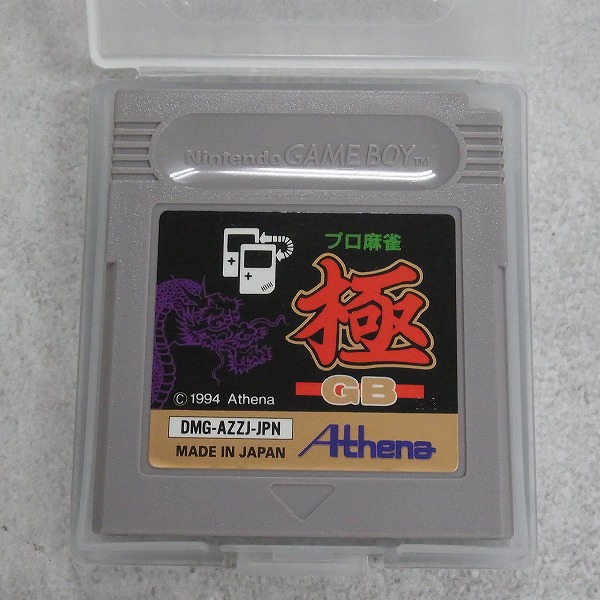 Nintendo GAME BOY TM
プロ麻雀
極
GB
© 1994 Athena
DMG-AZZJ-JPN
MADE IN JAPAN
Athena